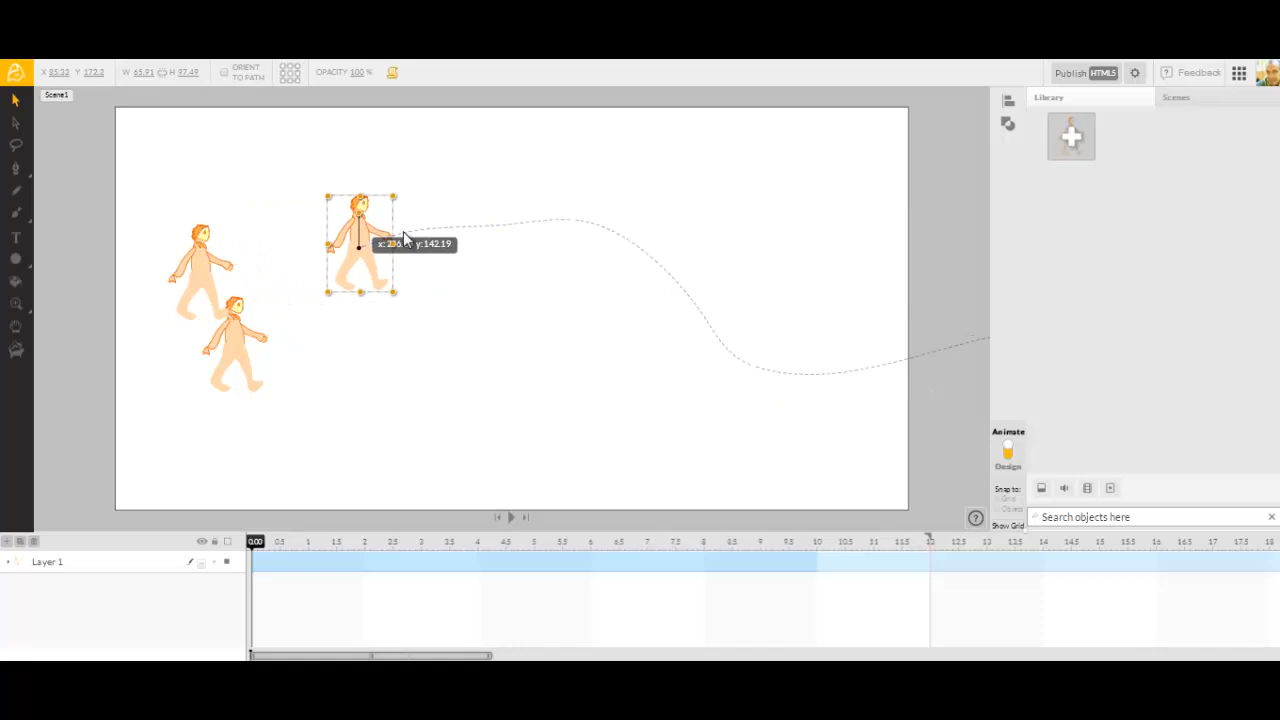 X 85.32 Y 172.2 W 65.91 H 97.49 ORIENT TO PATH OPACITY 100 % Publish HTML5 Feedback
Scene1
Library Scenes
Animate
Design
Snap to:
Grid
Object
Show Grid
Search objects here
x: y:142.19
0.00 0.5 1 1.5 2 2.5 3 3.5 4 4.5 5 5.5 6 6.5 7 7.5 8 8.5 9 9.5 10 10.5 11 11.5 12 12.5 13 13.5 14 14.5 15 15.5 16 16.5 17 17.5 18
Layer 1